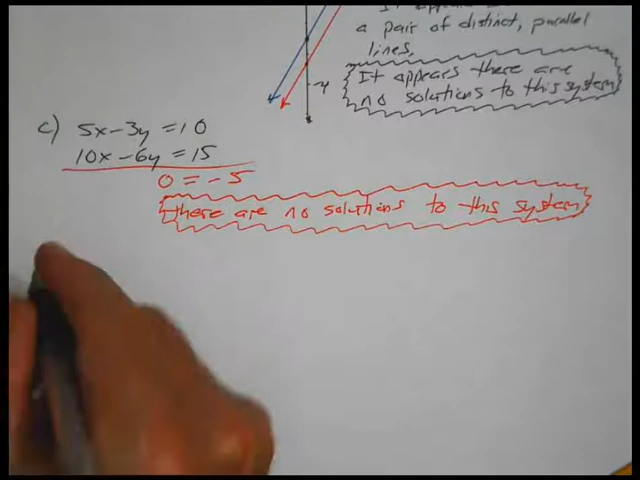 a pair of distinct, parallel
lines.
It appears there are
no solutions to this system
-4
c) 5x-3y = 10
10x-6y = 15
0 = -5
There are no solutions to this system